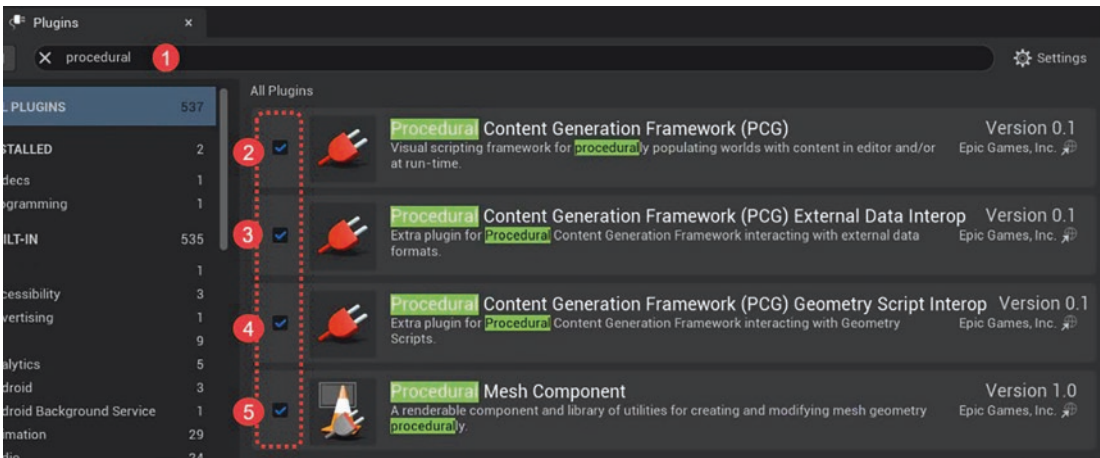 Plugins
procedural
1
Settings
L PLUGINS 537
STALLED 2
decs 1
ogramming 1
ILT-IN 535
1
cessibility 3
vertising 1
9
alytics 5
droid 3
droid Background Service 1
imation 29
24
All Plugins
2
Procedural Content Generation Framework (PCG) Version 0.1
Visual scripting framework for procedurally populating worlds with content in editor and/or Epic Games, Inc.
at run-time.
3
Procedural Content Generation Framework (PCG) External Data Interop Version 0.1
Extra plugin for Procedural Content Generation Framework interacting with external data Epic Games, Inc.
formats.
4
Procedural Content Generation Framework (PCG) Geometry Script Interop Version 0.1
Extra plugin for Procedural Content Generation Framework interacting with Geometry Epic Games, Inc.
Scripts.
5
Procedural Mesh Component Version 1.0
A renderable component and library of utilities for creating and modifying mesh geometry Epic Games, Inc.
procedurally.